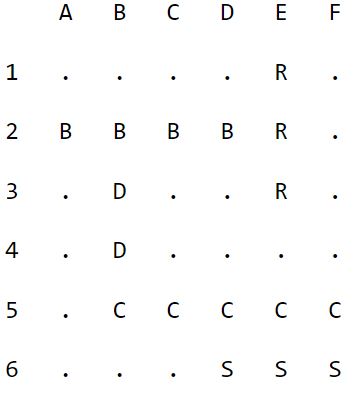 A B C D E F
1 . . . . R .
2 B B B B R .
3 . D . . R .
4 . D . . . .
5 . C C C C C
6 . . . S S S